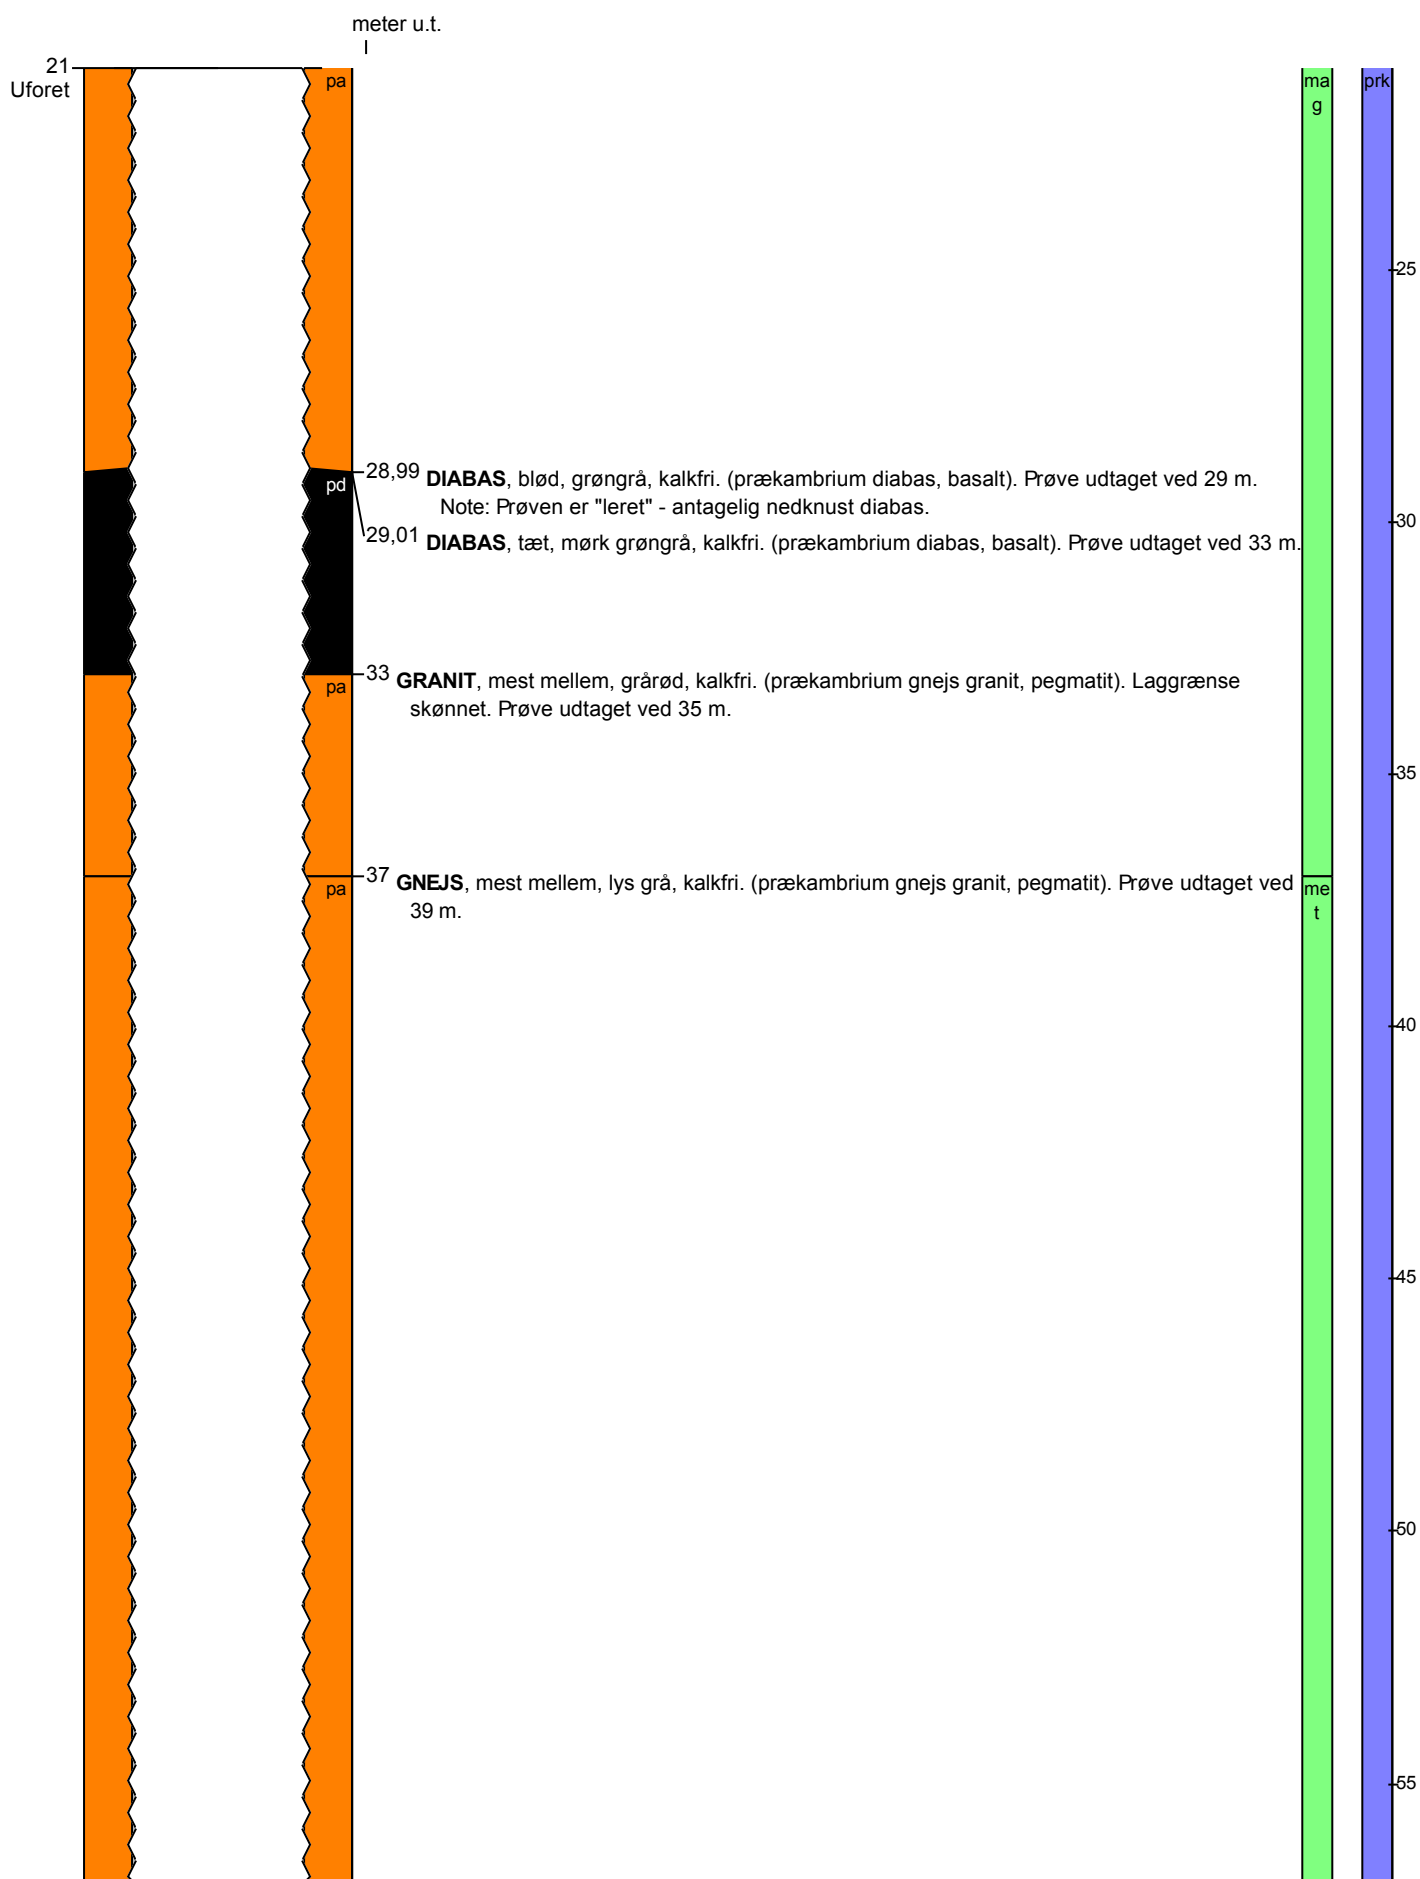 meter u.t.
21
Uforet
pa
ma
g
prk
25
28,99 DIABAS, blød, grøngrå, kalkfri. (prækambrium diabas, basalt). Prøve udtaget ved 29 m.
pd
Note: Prøven er "leret" - antagelig nedknust diabas.
30
29,01 DIABAS, tæt, mørk grøngrå, kalkfri. (prækambrium diabas, basalt). Prøve udtaget ved 33 m.
33 GRANIT, mest mellem, grårød, kalkfri. (prækambrium gnejs granit, pegmatit). Laggrænse
pa
skønnet. Prøve udtaget ved 35 m.
35
37 GNEJS, mest mellem, lys grå, kalkfri. (prækambrium gnejs granit, pegmatit). Prøve udtaget ved
pa
39 m.
me
t
40
45
50
55